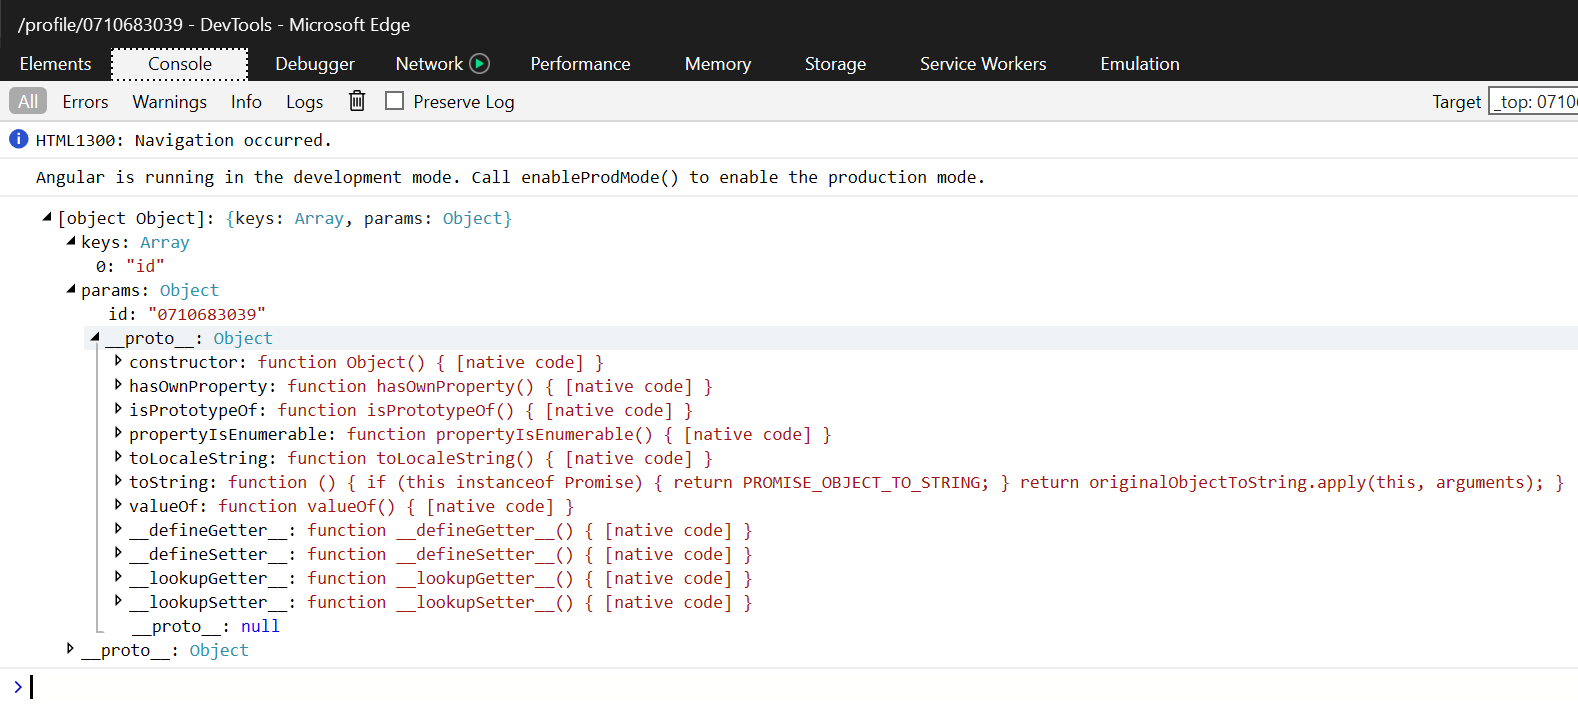 /profile/0710683039 - DevTools - Microsoft Edge
Elements Console Debugger Network Performance Memory Storage Service Workers Emulation
All Errors Warnings Info Logs Preserve Log Target _top: 0710
HTML1300: Navigation occurred.
Angular is running in the development mode. Call enableProdMode() to enable the production mode.
[object Object]: {keys: Array, params: Object}
keys: Array
0: "id"
params: Object
id: "0710683039"
__proto__: Object
constructor: function Object() { [native code] }
hasOwnProperty: function hasOwnProperty() { [native code] }
isPrototypeOf: function isPrototypeOf() { [native code] }
propertyIsEnumerable: function propertyIsEnumerable() { [native code] }
toLocaleString: function toLocaleString() { [native code] }
toString: function () { if (this instanceof Promise) { return PROMISE_OBJECT_TO_STRING; } return originalObjectToString.apply(this, arguments); }
valueOf: function valueOf() { [native code] }
__defineGetter__: function __defineGetter__() { [native code] }
__defineSetter__: function __defineSetter__() { [native code] }
__lookupGetter__: function __lookupGetter__() { [native code] }
__lookupSetter__: function __lookupSetter__() { [native code] }
__proto__: null
__proto__: Object
>